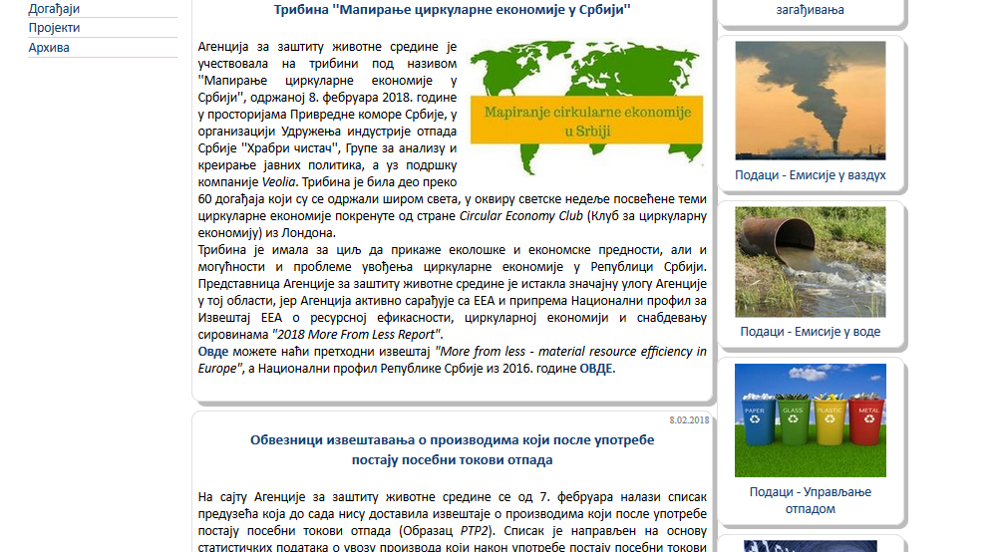 Догађаји
Пројекти
Архива
Трибина "Мапирање циркуларне економије у Србији"
Агенција за заштиту животне средине је
учествовала на трибини под називом
"Мапирање циркуларне економије у
Србији", одржаној 8. фебруара 2018. године
у просторијама Привредне коморе Србије, у
организацији Удружења индустрије отпада
Србије "Храбри чистач", Групе за анализу и
креирање јавних политика, а уз подршку
компаније Veolia. Трибина је била део преко
60 догађаја који су се одржали широм света, у оквиру светске недеље посвећене теми
циркуларне економије покренуте од стране Circular Economy Club (Клуб за циркуларну
економију) из Лондона.
Mapiranje cirkularne ekonomije
u Srbiji
Трибина је имала за циљ да прикаже еколошке и економске предности, али и
могућности и проблеме увођења циркуларне економије у Републици Србији.
Представница Агенције за заштиту животне средине је истакла значајну улогу Агенције
у тој области, јер Агенција активно сарађује са ЕЕА и припрема Национални профил за
Извештај ЕЕА о ресурсној ефикасности, циркуларној економији и снабдевању
сировинама "2018 More From Less Report".
Овде можете наћи претходни извештај "More from less - material resource efficiency in
Europe", а Национални профил Републике Србије из 2016. године ОВДЕ.
8.02.2018
Обвезници извештавања о производима који после употребе
постају посебни токови отпада
На сајту Агенције за заштиту животне средине се од 7. фебруара налази списак
предузећа која до сада нису доставила извештаје о производима који после употребе
постају посебни токови отпада (Образац PTP2). Списак је направљен на основу
статистичких података о увозу производа који након употребе постају посебни токови
загађивања
Подаци - Емисије у ваздух
Подаци - Емисије у воде
PAPER
GLASS
PLASTIC
METAL
Подаци - Управљање
отпадом